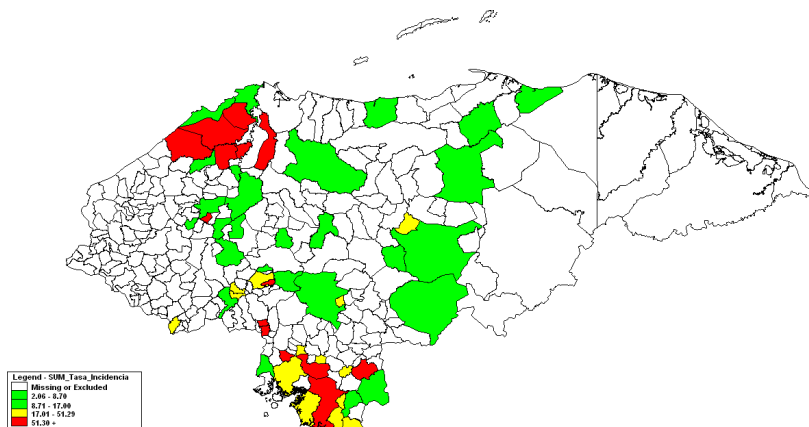 Legend - SUM_Tasa_Incidencia
Missing or Excluded
2.06 - 8.70
8.71 - 17.00
17.01 - 51.29
51.30 +